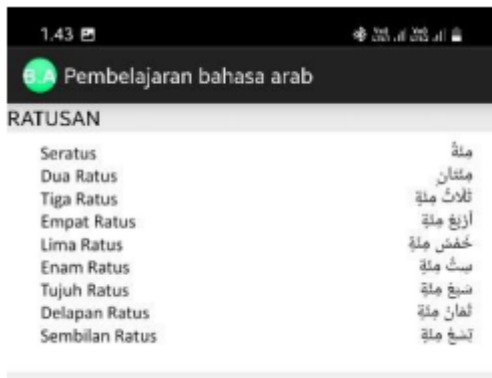 1.43
B.A Pembelajaran bahasa arab
RATUSAN
Seratus مِئَةٌ
Dua Ratus مِئَتَانِ
Tiga Ratus ثَلَاثُ مِئَةٍ
Empat Ratus أَرْبَعُ مِئَةٍ
Lima Ratus خَمْسُ مِئَةٍ
Enam Ratus سِتُّ مِئَةٍ
Tujuh Ratus سَبْعُ مِئَةٍ
Delapan Ratus ثَمَانُ مِئَةٍ
Sembilan Ratus تِسْعُ مِئَةٍ